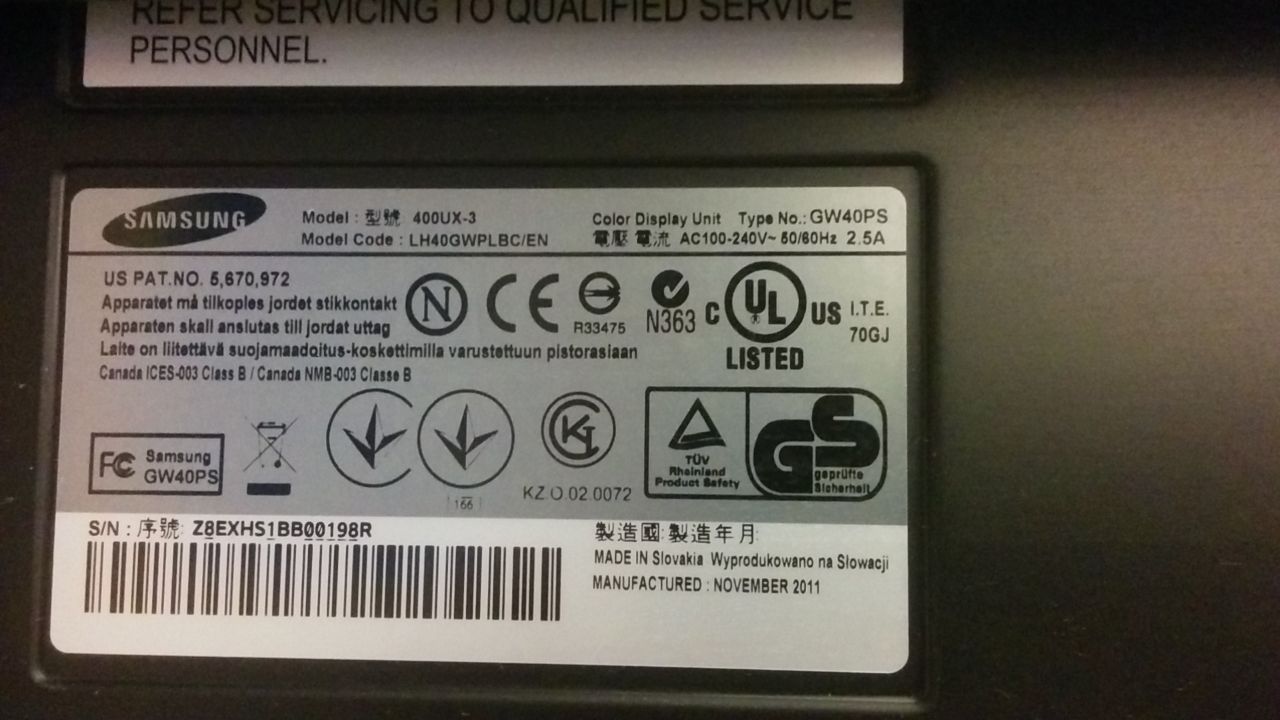 REFER SERVICING TO QUALIFIED SERVICE
PERSONNEL.
SAMSUNG
Model : 型號 400UX-3
Model Code : LH40GWPLBC/EN
Color Display Unit Type No.: GW40PS
電壓 電流 AC100-240V~ 50/60Hz 2.5A
US PAT.NO. 5,670,972
Apparatet må tilkoples jordet stikkontakt
Apparaten skall anslutas till jordat uttag
Laite on liitettävä suojamaadoitus-koskettimilla varustettuun pistorasiaan
Canada ICES-003 Class B / Canada NMB-003 Classe B
N
CE
R33475
N363
C UL ® US
LISTED
I.T.E.
70GJ
FC Samsung
GW40PS
166
KZ.O.02.0072
TÜV
Rheinland
Product Safety
GS
geprüfte
Sicherheit
S/N : 序號: Z8EXHS1BB00198R
製造國: 製造年月:
MADE IN Slovakia Wyprodukowano na Słowacji
MANUFACTURED : NOVEMBER 2011